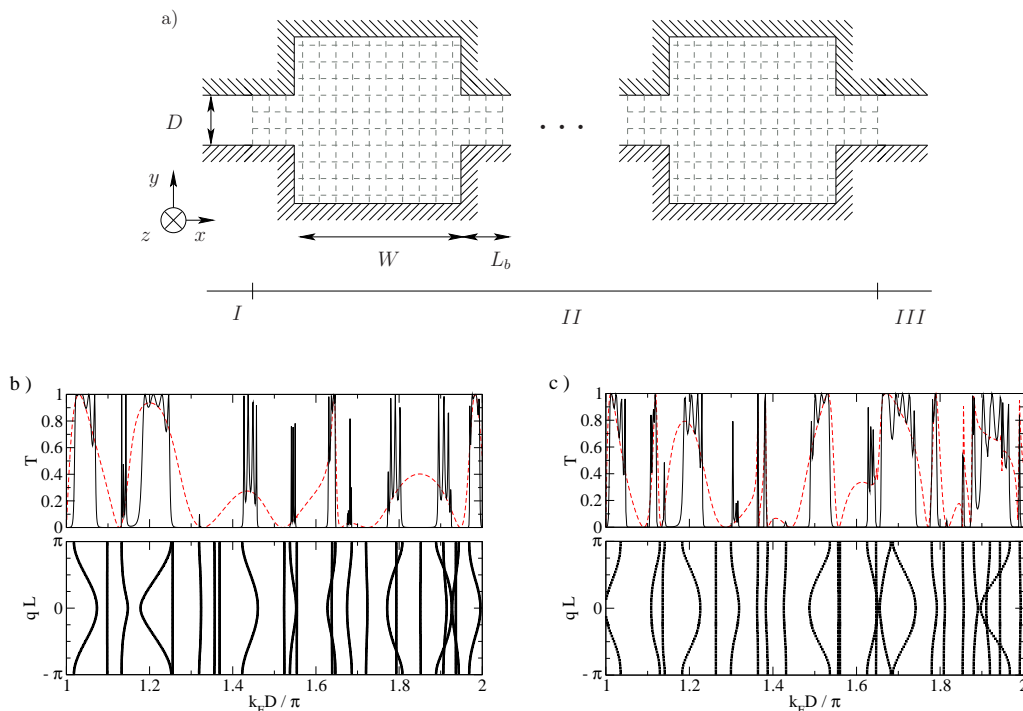 a)
D
y
z
x
W
L_b
. . .
I
II
III
b )
c )
T
1
0.8
0.6
0.4
0.2
0
T
1
0.8
0.6
0.4
0.2
0
q L
π
0
- π
q L
π
0
- π
1 1.2 1.4 1.6 1.8 2
1 1.2 1.4 1.6 1.8 2
k_F D / π
k_F D / π